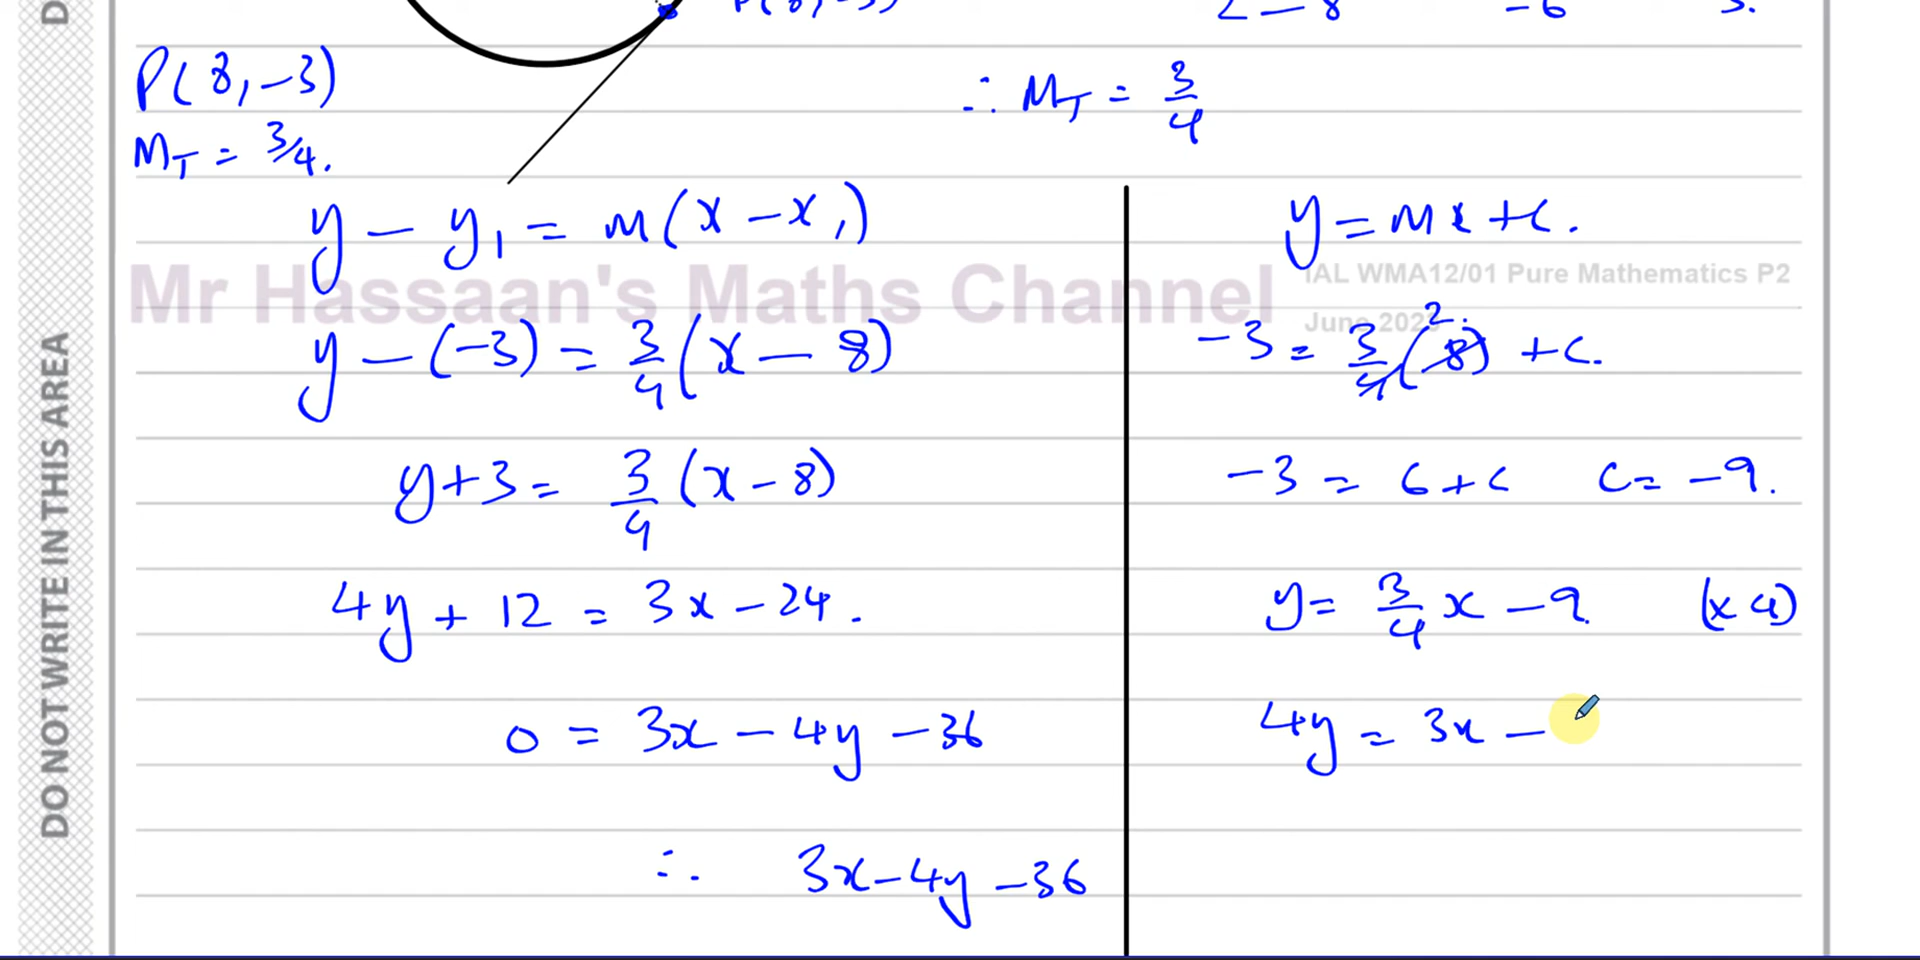 P(8,-3)
M_T = 3/4.
∴ M_T = 3/4
y - y₁ = m(x - x₁)
y - (-3) = 3/4 (x - 8)
y + 3 = 3/4 (x - 8)
4y + 12 = 3x - 24.
0 = 3x - 4y - 36
∴ 3x - 4y - 36
y = mx + c.
-3 = 3/4 (8) 2. + c.
-3 = 6 + c c = -9.
y = 3/4 x - 9. (x 4)
4y = 3x -
Mr Hassaan's Maths Channel
IAL WMA12/01 Pure Mathematics P2
DO NOT WRITE IN THIS AREA